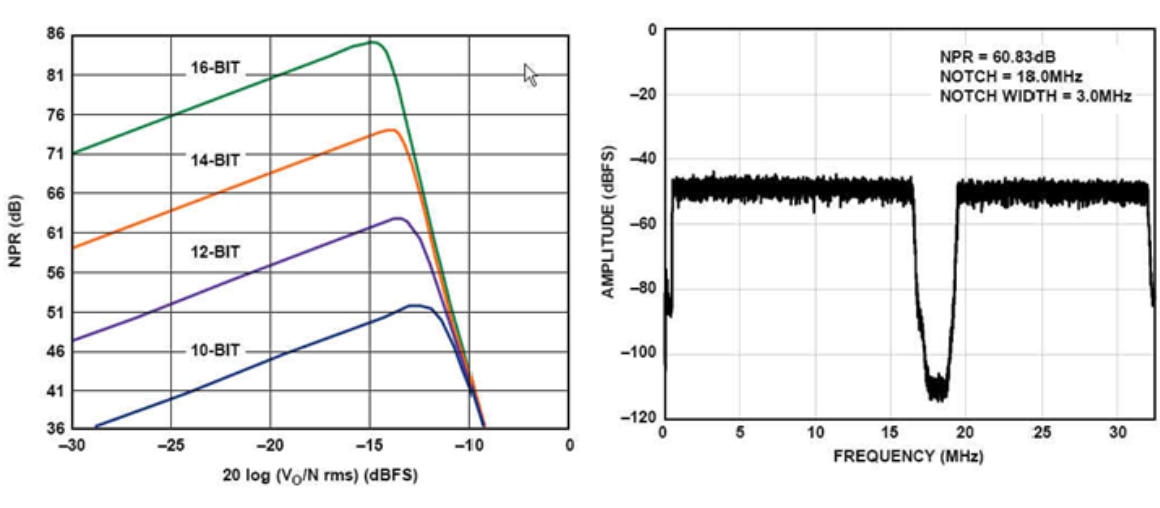 86
81
76
71
66
61
56
51
46
41
36
NPR (dB)
16-BIT
14-BIT
12-BIT
10-BIT
–30
–25
–20
–15
–10
0
20 log (VO/N rms) (dBFS)
0
–20
–40
–60
–80
–100
–120
AMPLITUDE (dBFS)
NPR = 60.83dB
NOTCH = 18.0MHz
NOTCH WIDTH = 3.0MHz
0
5
10
15
20
25
30
FREQUENCY (MHz)